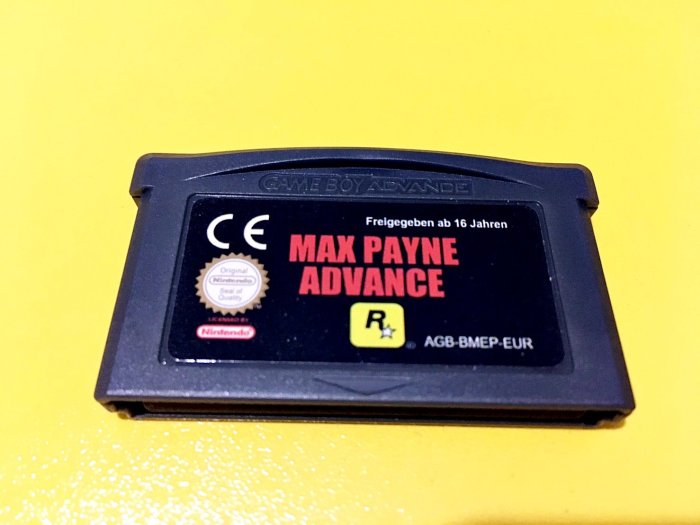 GAME BOY ADVANCE
CE
Freigegeben ab 16 Jahren
MAX PAYNE
ADVANCE
Original
Nintendo
Seal of
Quality
LICENSED BY
Nintendo
R
AGB-BMEP-EUR